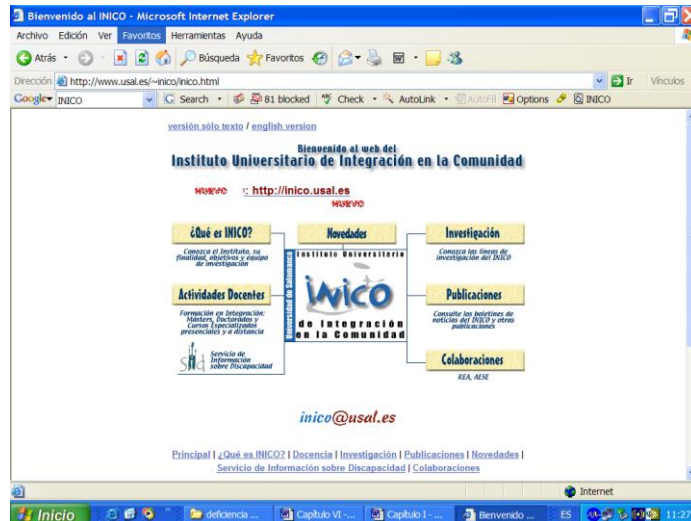 Bienvenido al INICO - Microsoft Internet Explorer
Archivo Edición Ver Favoritos Herramientas Ayuda
Atrás Búsqueda Favoritos
Dirección http://www.usal.es/~inico/inico.html Ir Vínculos
Google INICO Search 81 blocked Check AutoLink AutoFill Options INICO
versión sólo texto / english version
Bienvenido al web del
Instituto Universitario de Integración en la Comunidad
NUEVO : http://inico.usal.es
NUEVO
¿Qué es INICO?
Conozca el Instituto, su
finalidad, objetivos y equipo
de investigación
Actividades Docentes
Formación en Integración:
Masters, Doctorados y
Cursos Especializados
presenciales y a distancia
sid Servicio de
Información
sobre Discapacidad
Novedades
Universidad de Salamanca
Instituto Universitario
inico
de Integración
en la Comunidad
Investigación
Conozca las líneas de
investigación del INICO
Publicaciones
Consulte los boletines de
noticias del INICO y otras
publicaciones
Colaboraciones
REA, AESE
inico@usal.es
Principal | ¿Qué es INICO? | Docencia | Investigación | Publicaciones | Novedades |
Servicio de Información sobre Discapacidad | Colaboraciones
Internet
Inicio deficiencia ... Capítulo VI -... Capítulo I - ... Bienvenido ... ES 11:27